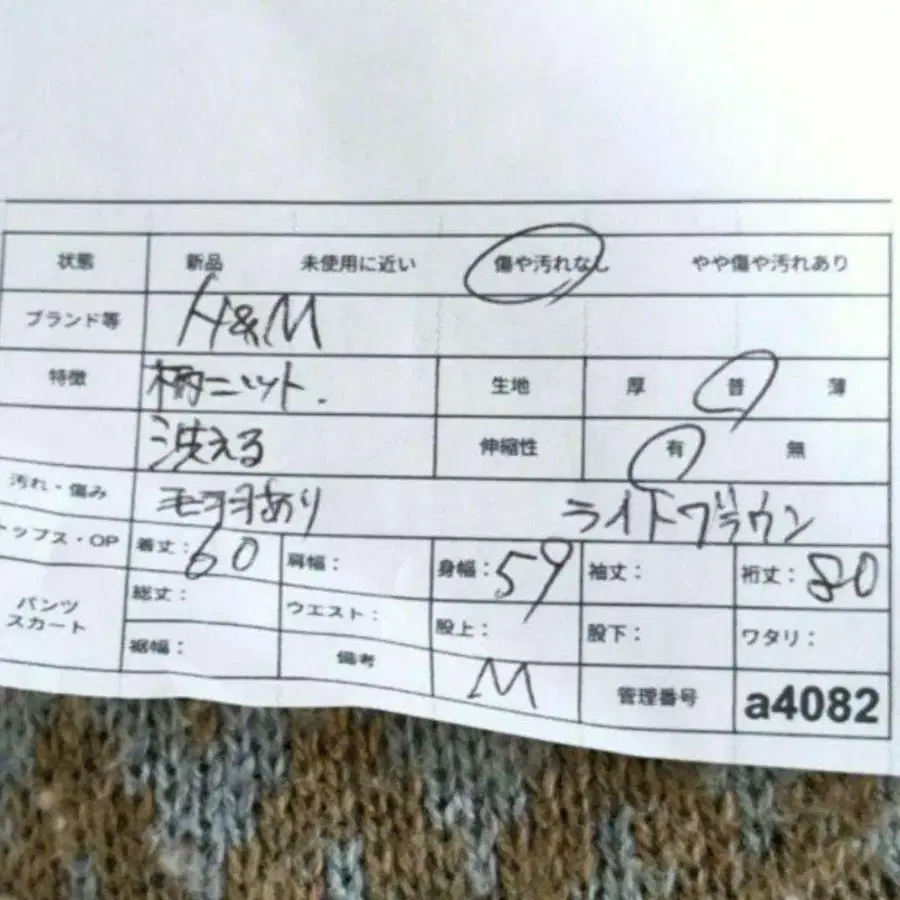 状態 新品 未使用に近い 傷や汚れなし やや傷や汚れあり
ブランド等 H&M
特徴 柄ニット. 生地 厚 普 薄
洗える 伸縮性 有 無
汚れ・傷み 毛羽あり ライトブラウン
トップス・OP 着丈：60 肩幅： 身幅：59 袖丈： 裄丈：80
パンツ
スカート
総丈： ウエスト： 股上： 股下： ワタリ：
裾幅： 備考 M 管理番号 a4082